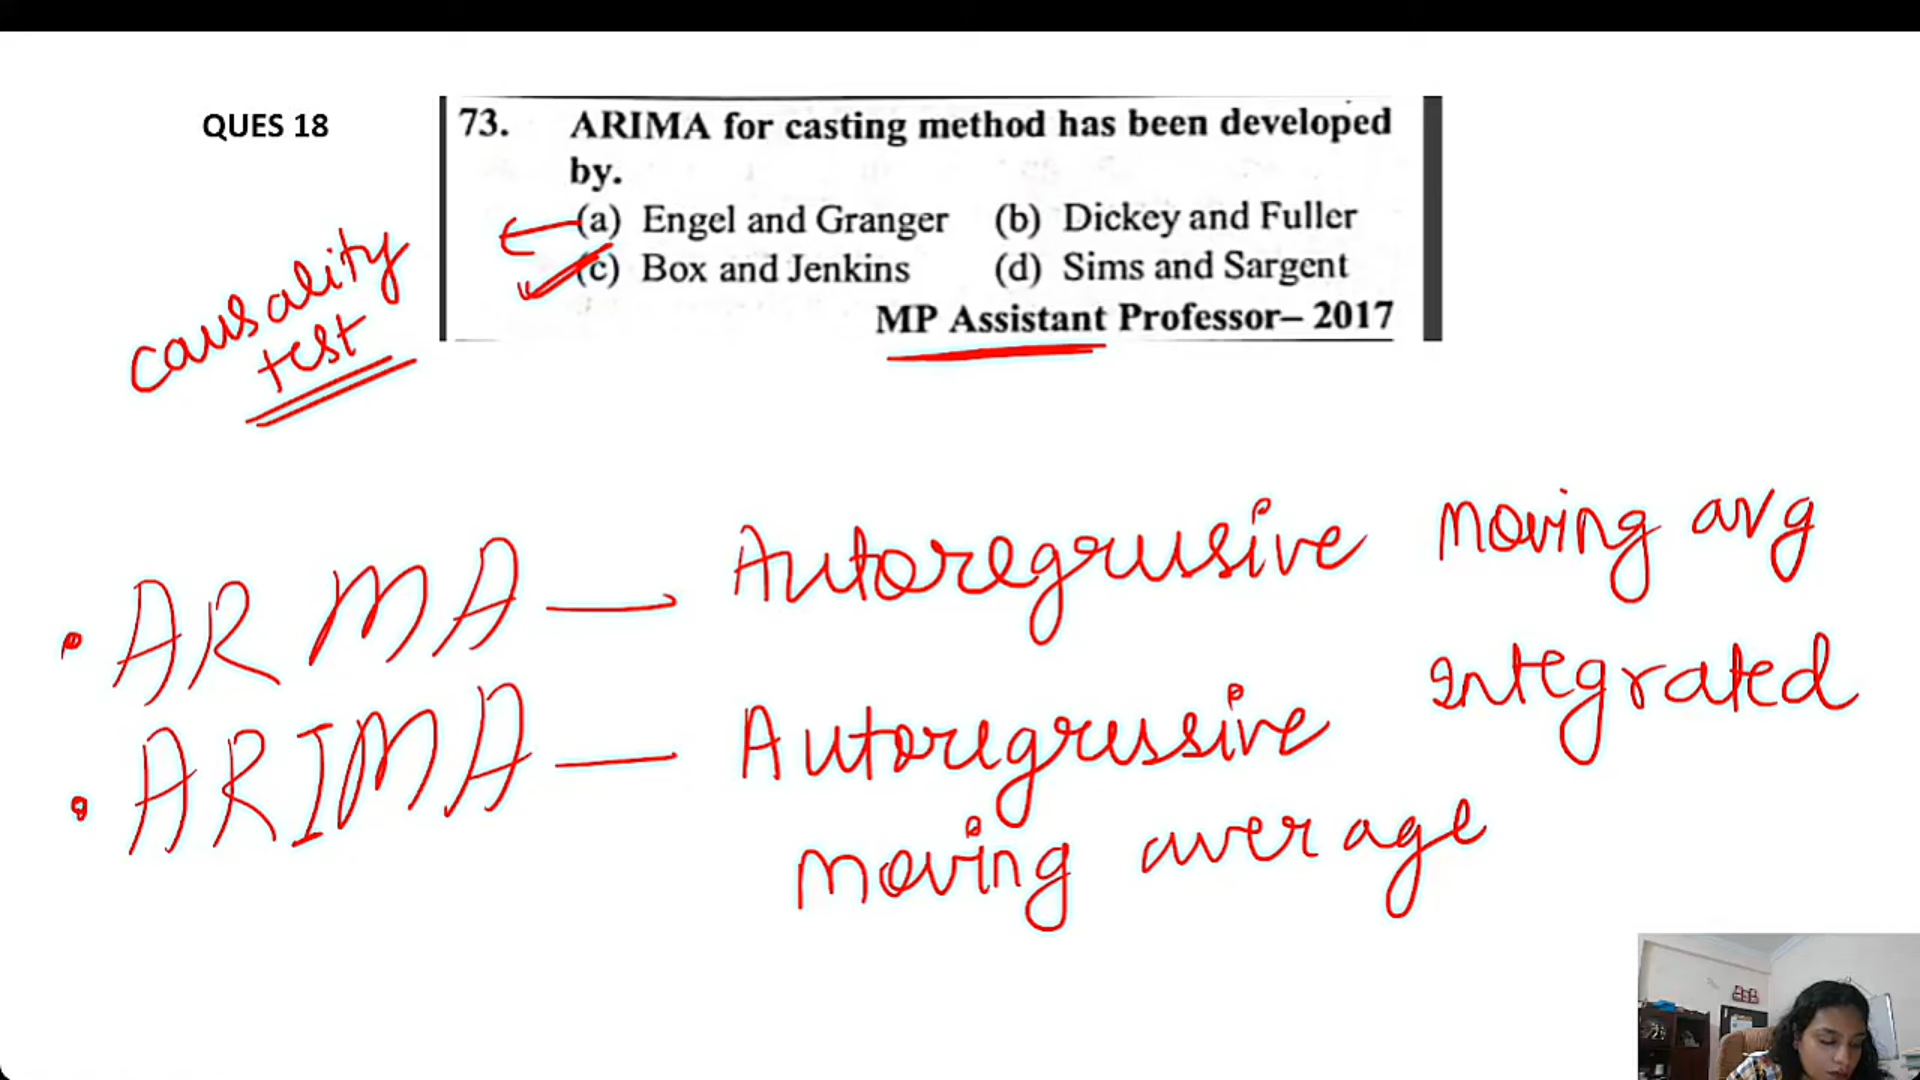 QUES 18
73. ARIMA for casting method has been developed
by.
(a) Engel and Granger (b) Dickey and Fuller
(c) Box and Jenkins (d) Sims and Sargent
MP Assistant Professor– 2017
causality
test
• ARMA — Autoregressive moving avg
• ARIMA — Autoregressive Integrated
moving average